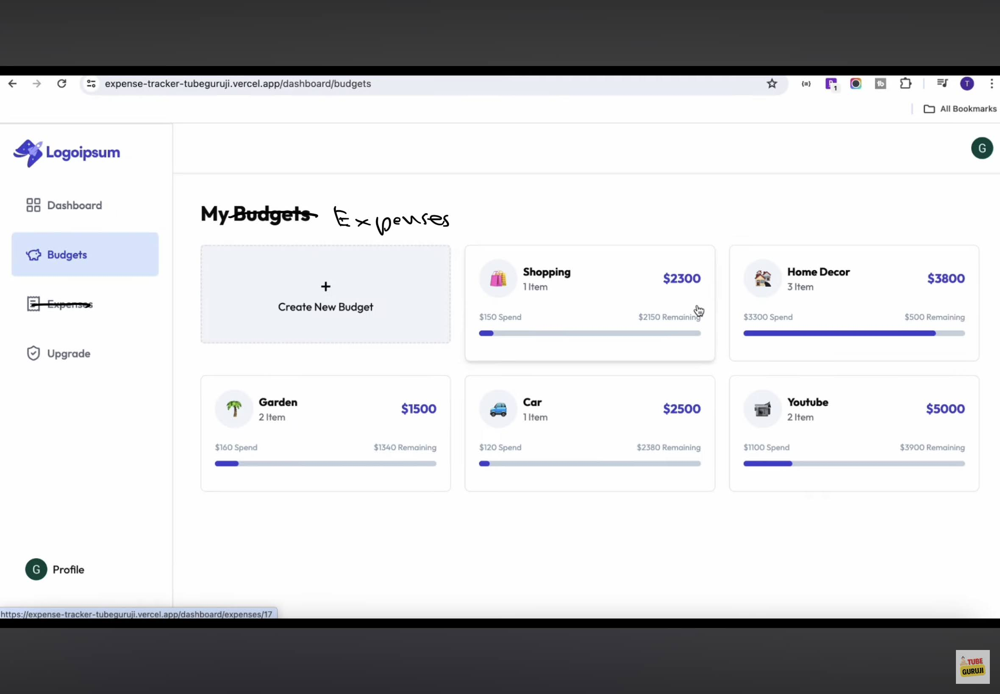 expense-tracker-tubeguruji.vercel.app/dashboard/budgets
1
tb
T
All Bookmarks
Logoipsum
G
Dashboard
Budgets
Expenses
Upgrade
My Budgets Expenses
+
Create New Budget
Shopping
1 Item
$2300
$150 Spend
$2150 Remaining
Home Decor
3 Item
$3800
$3300 Spend
$500 Remaining
Garden
2 Item
$1500
$160 Spend
$1340 Remaining
Car
1 Item
$2500
$120 Spend
$2380 Remaining
Youtube
2 Item
$5000
$1100 Spend
$3900 Remaining
G Profile
https://expense-tracker-tubeguruji.vercel.app/dashboard/expenses/17
TUBE
GURUJI